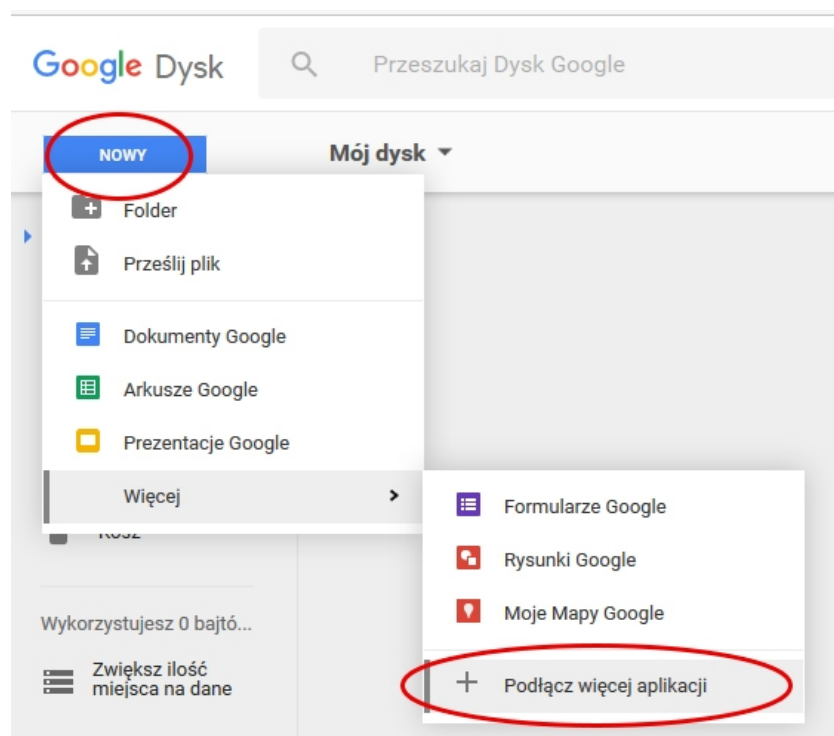 Google Dysk
Przeszukaj Dysk Google
NOWY
Mój dysk
Folder
Prześlij plik
Dokumenty Google
Arkusze Google
Prezentacje Google
Więcej
Formularze Google
Rysunki Google
Moje Mapy Google
Podłącz więcej aplikacji
Kosz
Wykorzystujesz 0 bajtó...
Zwiększ ilość
miejsca na dane